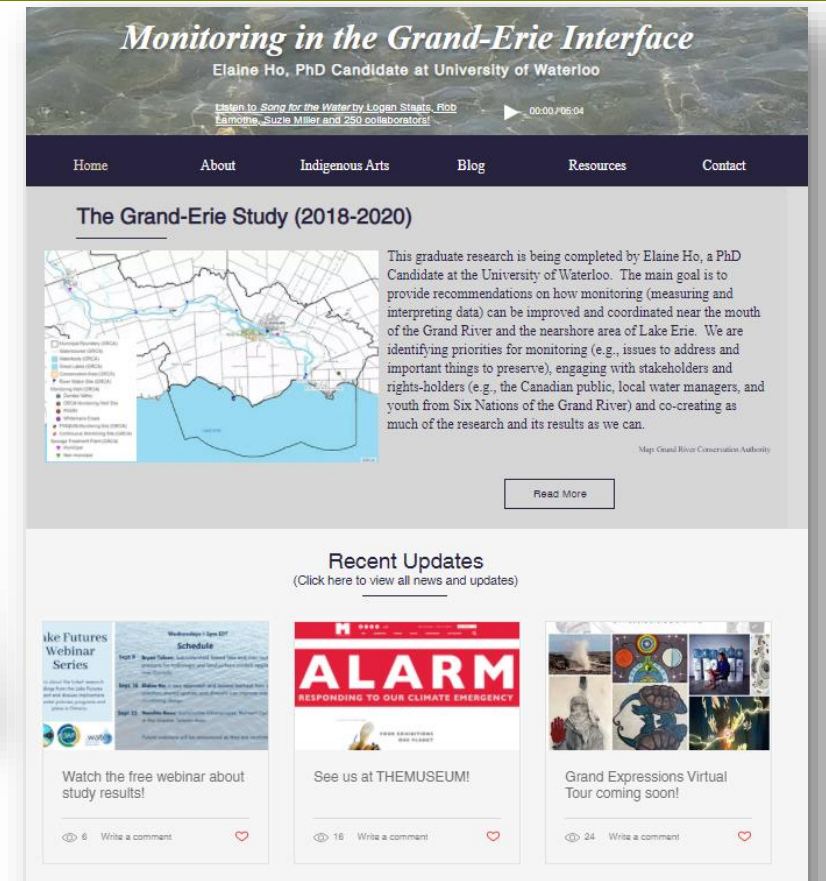 Monitoring in the Grand-Erie Interface
Elaine Ho, PhD Candidate at University of Waterloo
Listen to Song for the Water by Logan Staats, Rob
Lamothe, Suzie Miller and 250 collaborators!
00:00 / 05:04
Home About Indigenous Arts Blog Resources Contact
The Grand-Erie Study (2018-2020)
This graduate research is being completed by Elaine Ho, a PhD
Candidate at the University of Waterloo. The main goal is to
provide recommendations on how monitoring (measuring and
interpreting data) can be improved and coordinated near the mouth
of the Grand River and the nearshore area of Lake Erie. We are
identifying priorities for monitoring (e.g., issues to address and
important things to preserve), engaging with stakeholders and
rights-holders (e.g., the Canadian public, local water managers, and
youth from Six Nations of the Grand River) and co-creating as
much of the research and its results as we can.
Map: Grand River Conservation Authority
Read More
Recent Updates
(Click here to view all news and updates)
ke Futures
Webinar
Series
Wednesdays 1-2pm EDT
Schedule
ALARM
RESPONDING TO OUR CLIMATE EMERGENCY
FOUR EXHIBITIONS
ONE PLANET
Watch the free webinar about
study results!
6 Write a comment
See us at THEMUSEUM!
16 Write a comment
Grand Expressions Virtual
Tour coming soon!
24 Write a comment